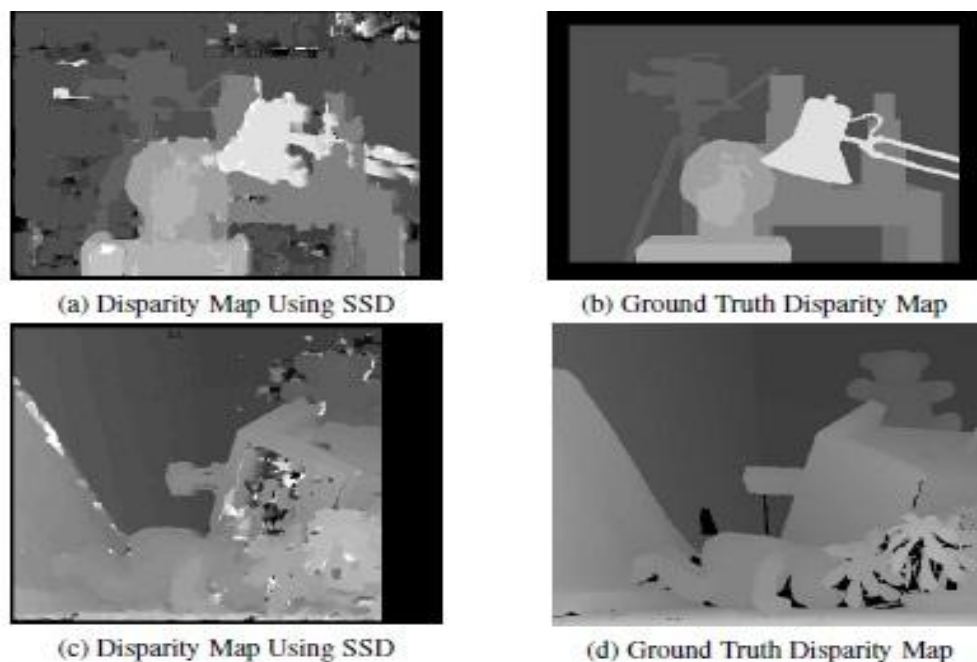 (a) Disparity Map Using SSD
(b) Ground Truth Disparity Map
(c) Disparity Map Using SSD
(d) Ground Truth Disparity Map